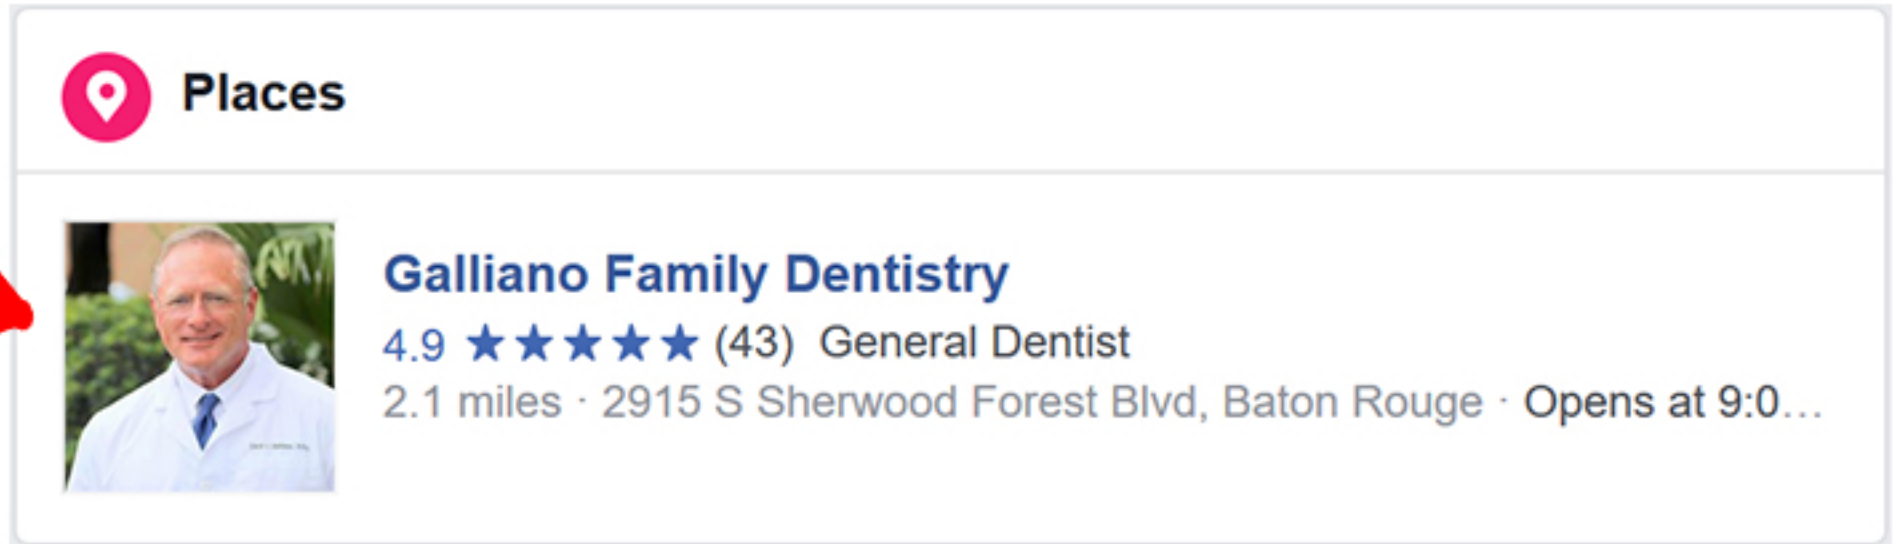 Places
Galliano Family Dentistry
4.9 ★★★★★ (43) General Dentist
2.1 miles · 2915 S Sherwood Forest Blvd, Baton Rouge · Opens at 9:0…